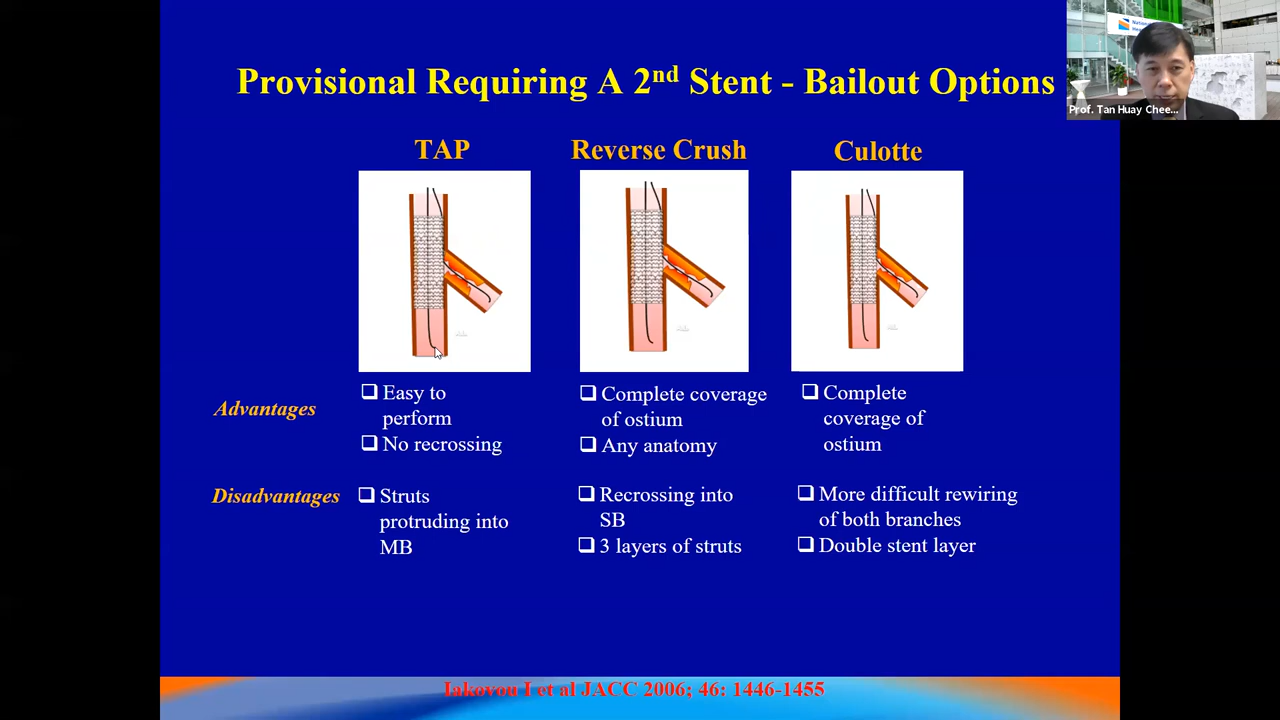 Provisional Requiring A 2nd Stent - Bailout Options
Prof. Tan Huay Chee...
TAP
Reverse Crush
Culotte
Advantages
Easy to
perform
No recrossing
Complete coverage
of ostium
Any anatomy
Complete
coverage of
ostium
Disadvantages
Struts
protruding into
MB
Recrossing into
SB
3 layers of struts
More difficult rewiring
of both branches
Double stent layer
Iakovou I et al JACC 2006; 46: 1446-1455